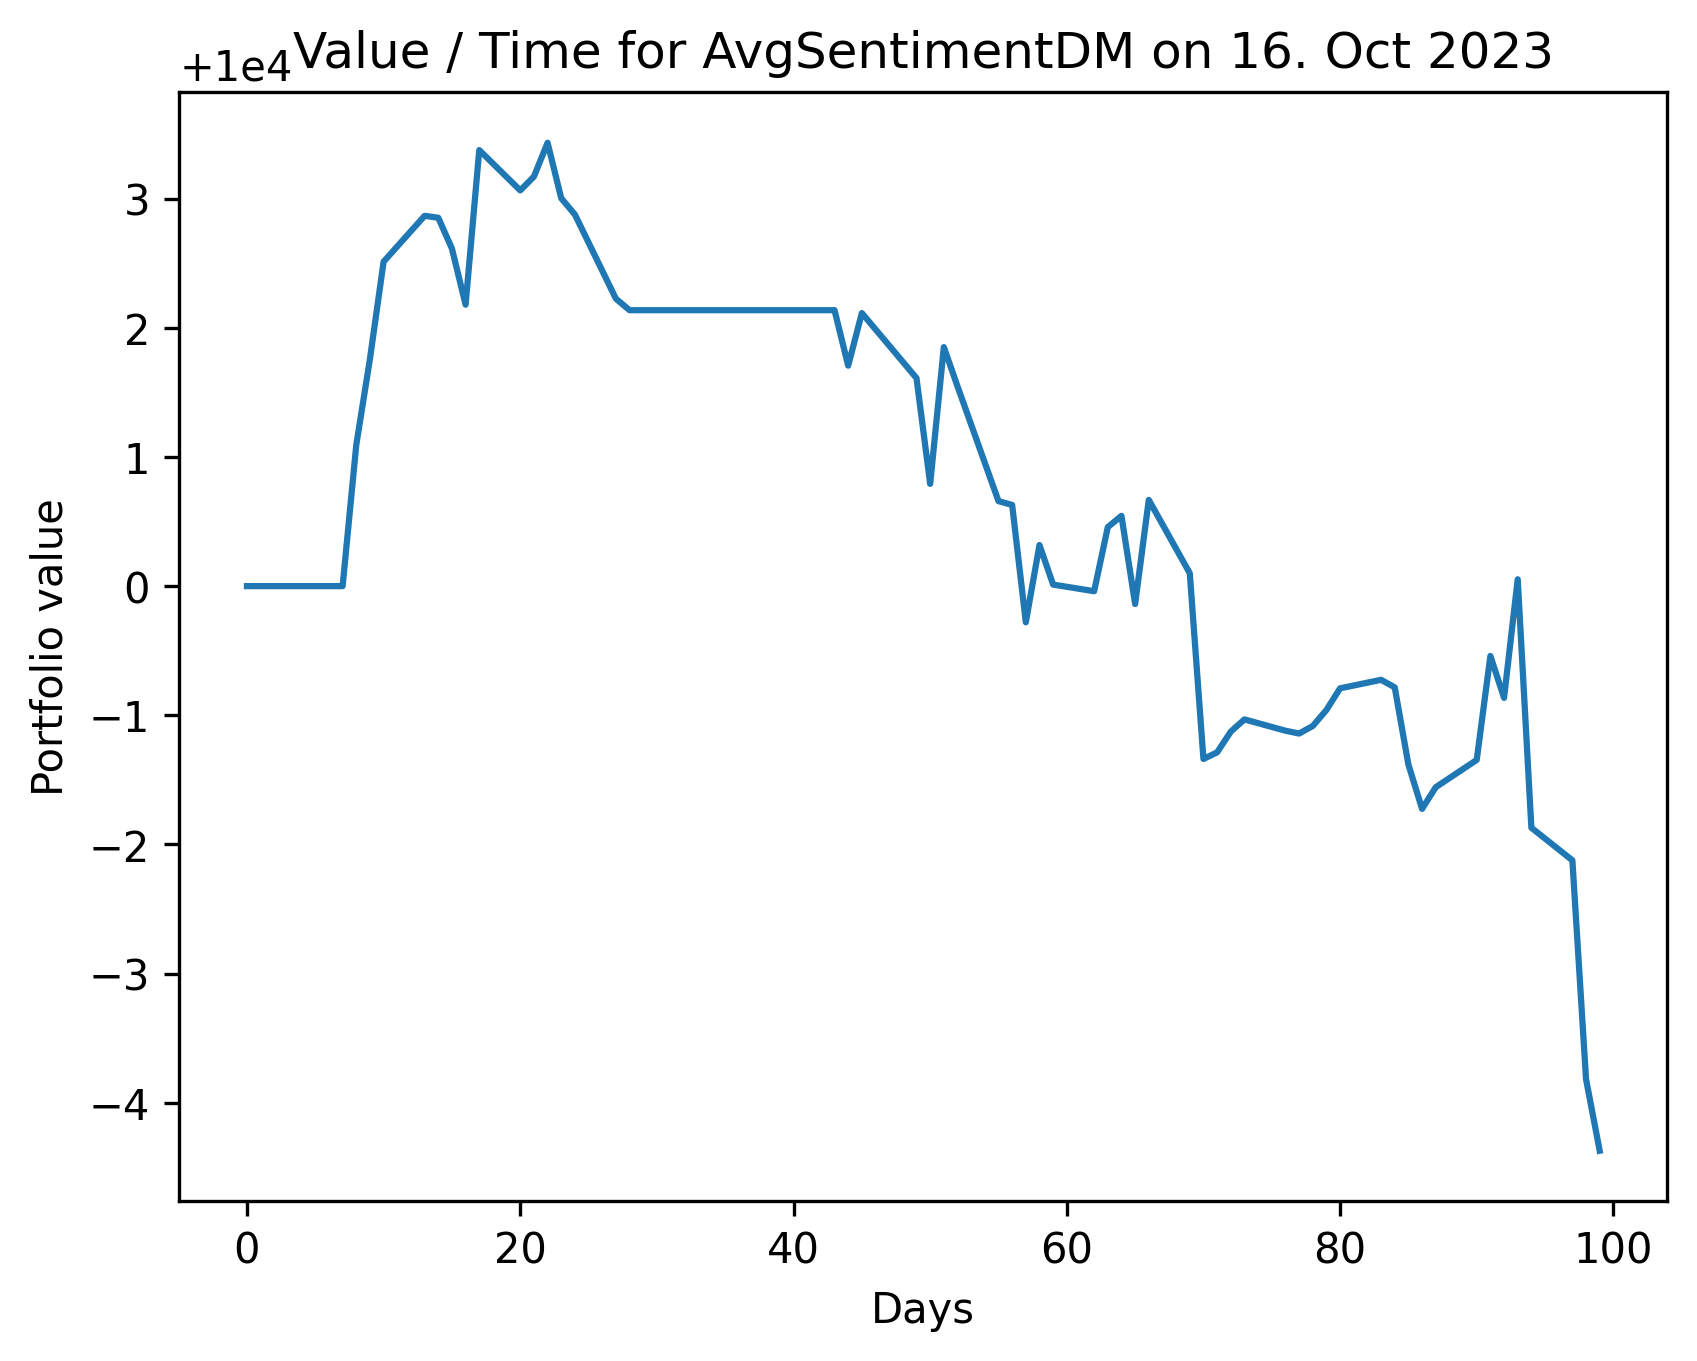 Value / Time for AvgSentimentDM on 16. Oct 2023
+1e4
3
2
1
0
−1
−2
−3
−4
Portfolio value
0 20 40 60 80 100
Days